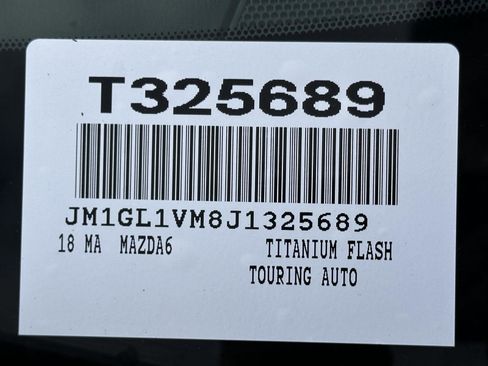 T325689
JM1GL1VM8J1325689
18 MA MAZDA6 TITANIUM FLASH
TOURING AUTO